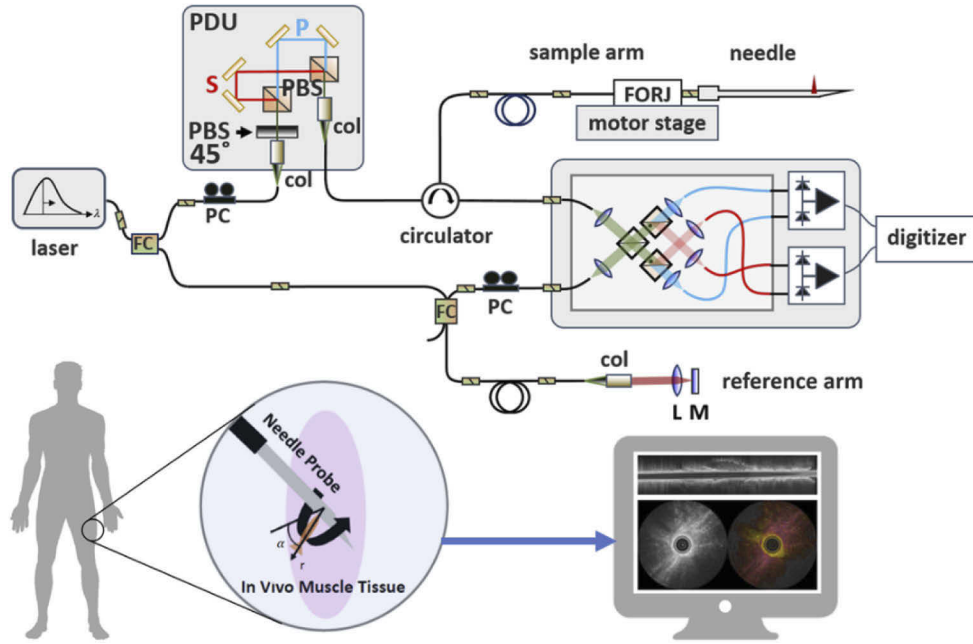 PDU
P
S
PBS
PBS
45°
col
col
sample arm
needle
FORJ
motor stage
λ
laser
FC
PC
circulator
digitizer
PC
FC
col
reference arm
L M
Needle Probe
α
r
In Vivo Muscle Tissue